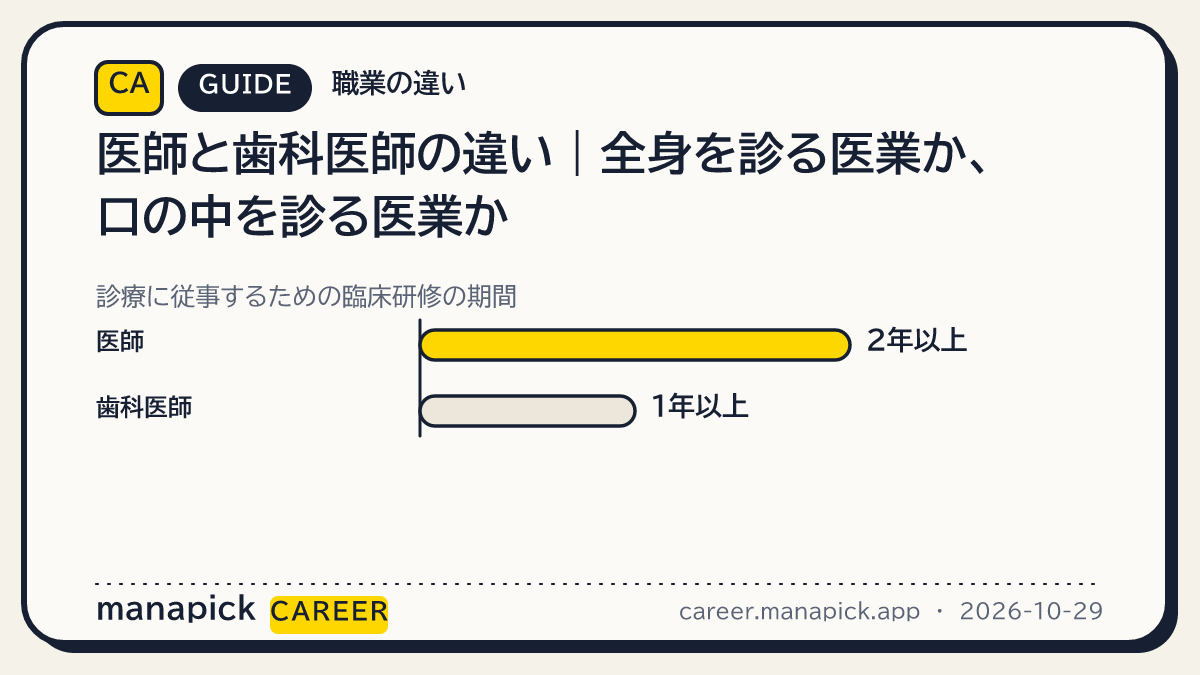 CA GUIDE 職業の違い
医師と歯科医師の違い｜全身を診る医業か、
口の中を診る医業か
診療に従事するための臨床研修の期間
医師 2年以上
歯科医師 1年以上
manapick CAREER career.manapick.app ・ 2026-10-29